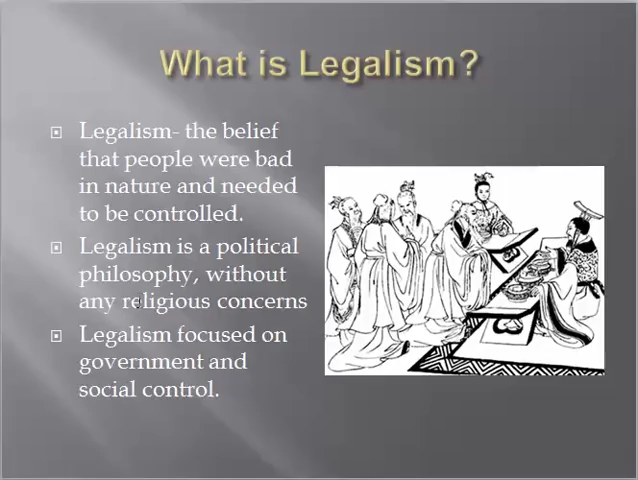 What is Legalism?
Legalism- the belief
that people were bad
in nature and needed
to be controlled.
Legalism is a political
philosophy, without
any religious concerns
Legalism focused on
government and
social control.